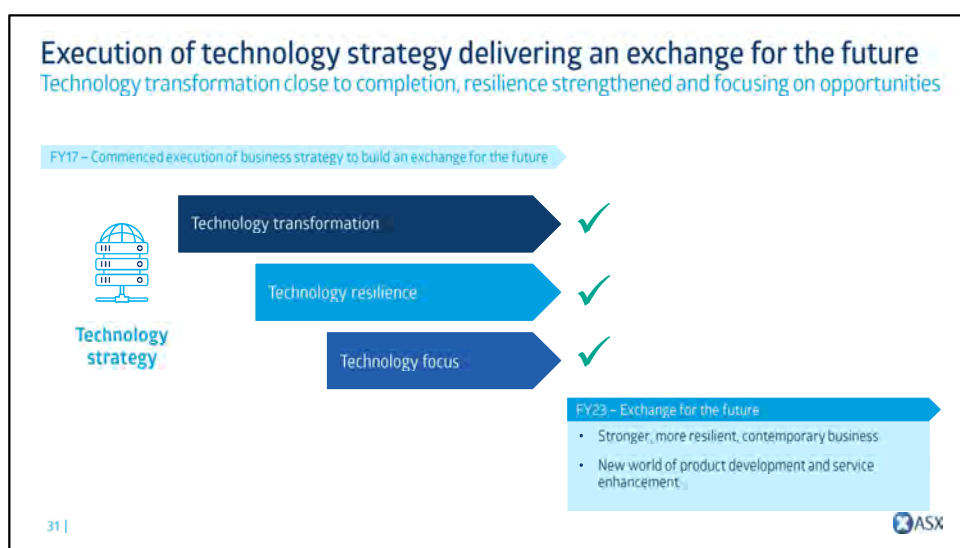 Execution of technology strategy delivering an exchange for the future
Technology transformation close to completion, resilience strengthened and focusing on opportunities
FY17 – Commenced execution of business strategy to build an exchange for the future
Technology transformation
Technology resilience
Technology
strategy
Technology focus
FY23 – Exchange for the future
• Stronger, more resilient, contemporary business
• New world of product development and service
enhancement
31 |
ASX